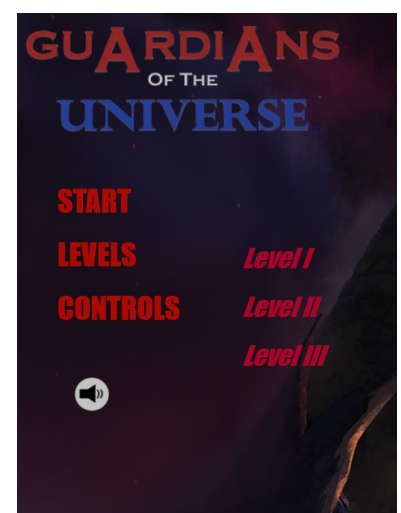 GUARDIANS
OF THE
UNIVERSE
START
LEVELS
CONTROLS
Level I
Level II
Level III